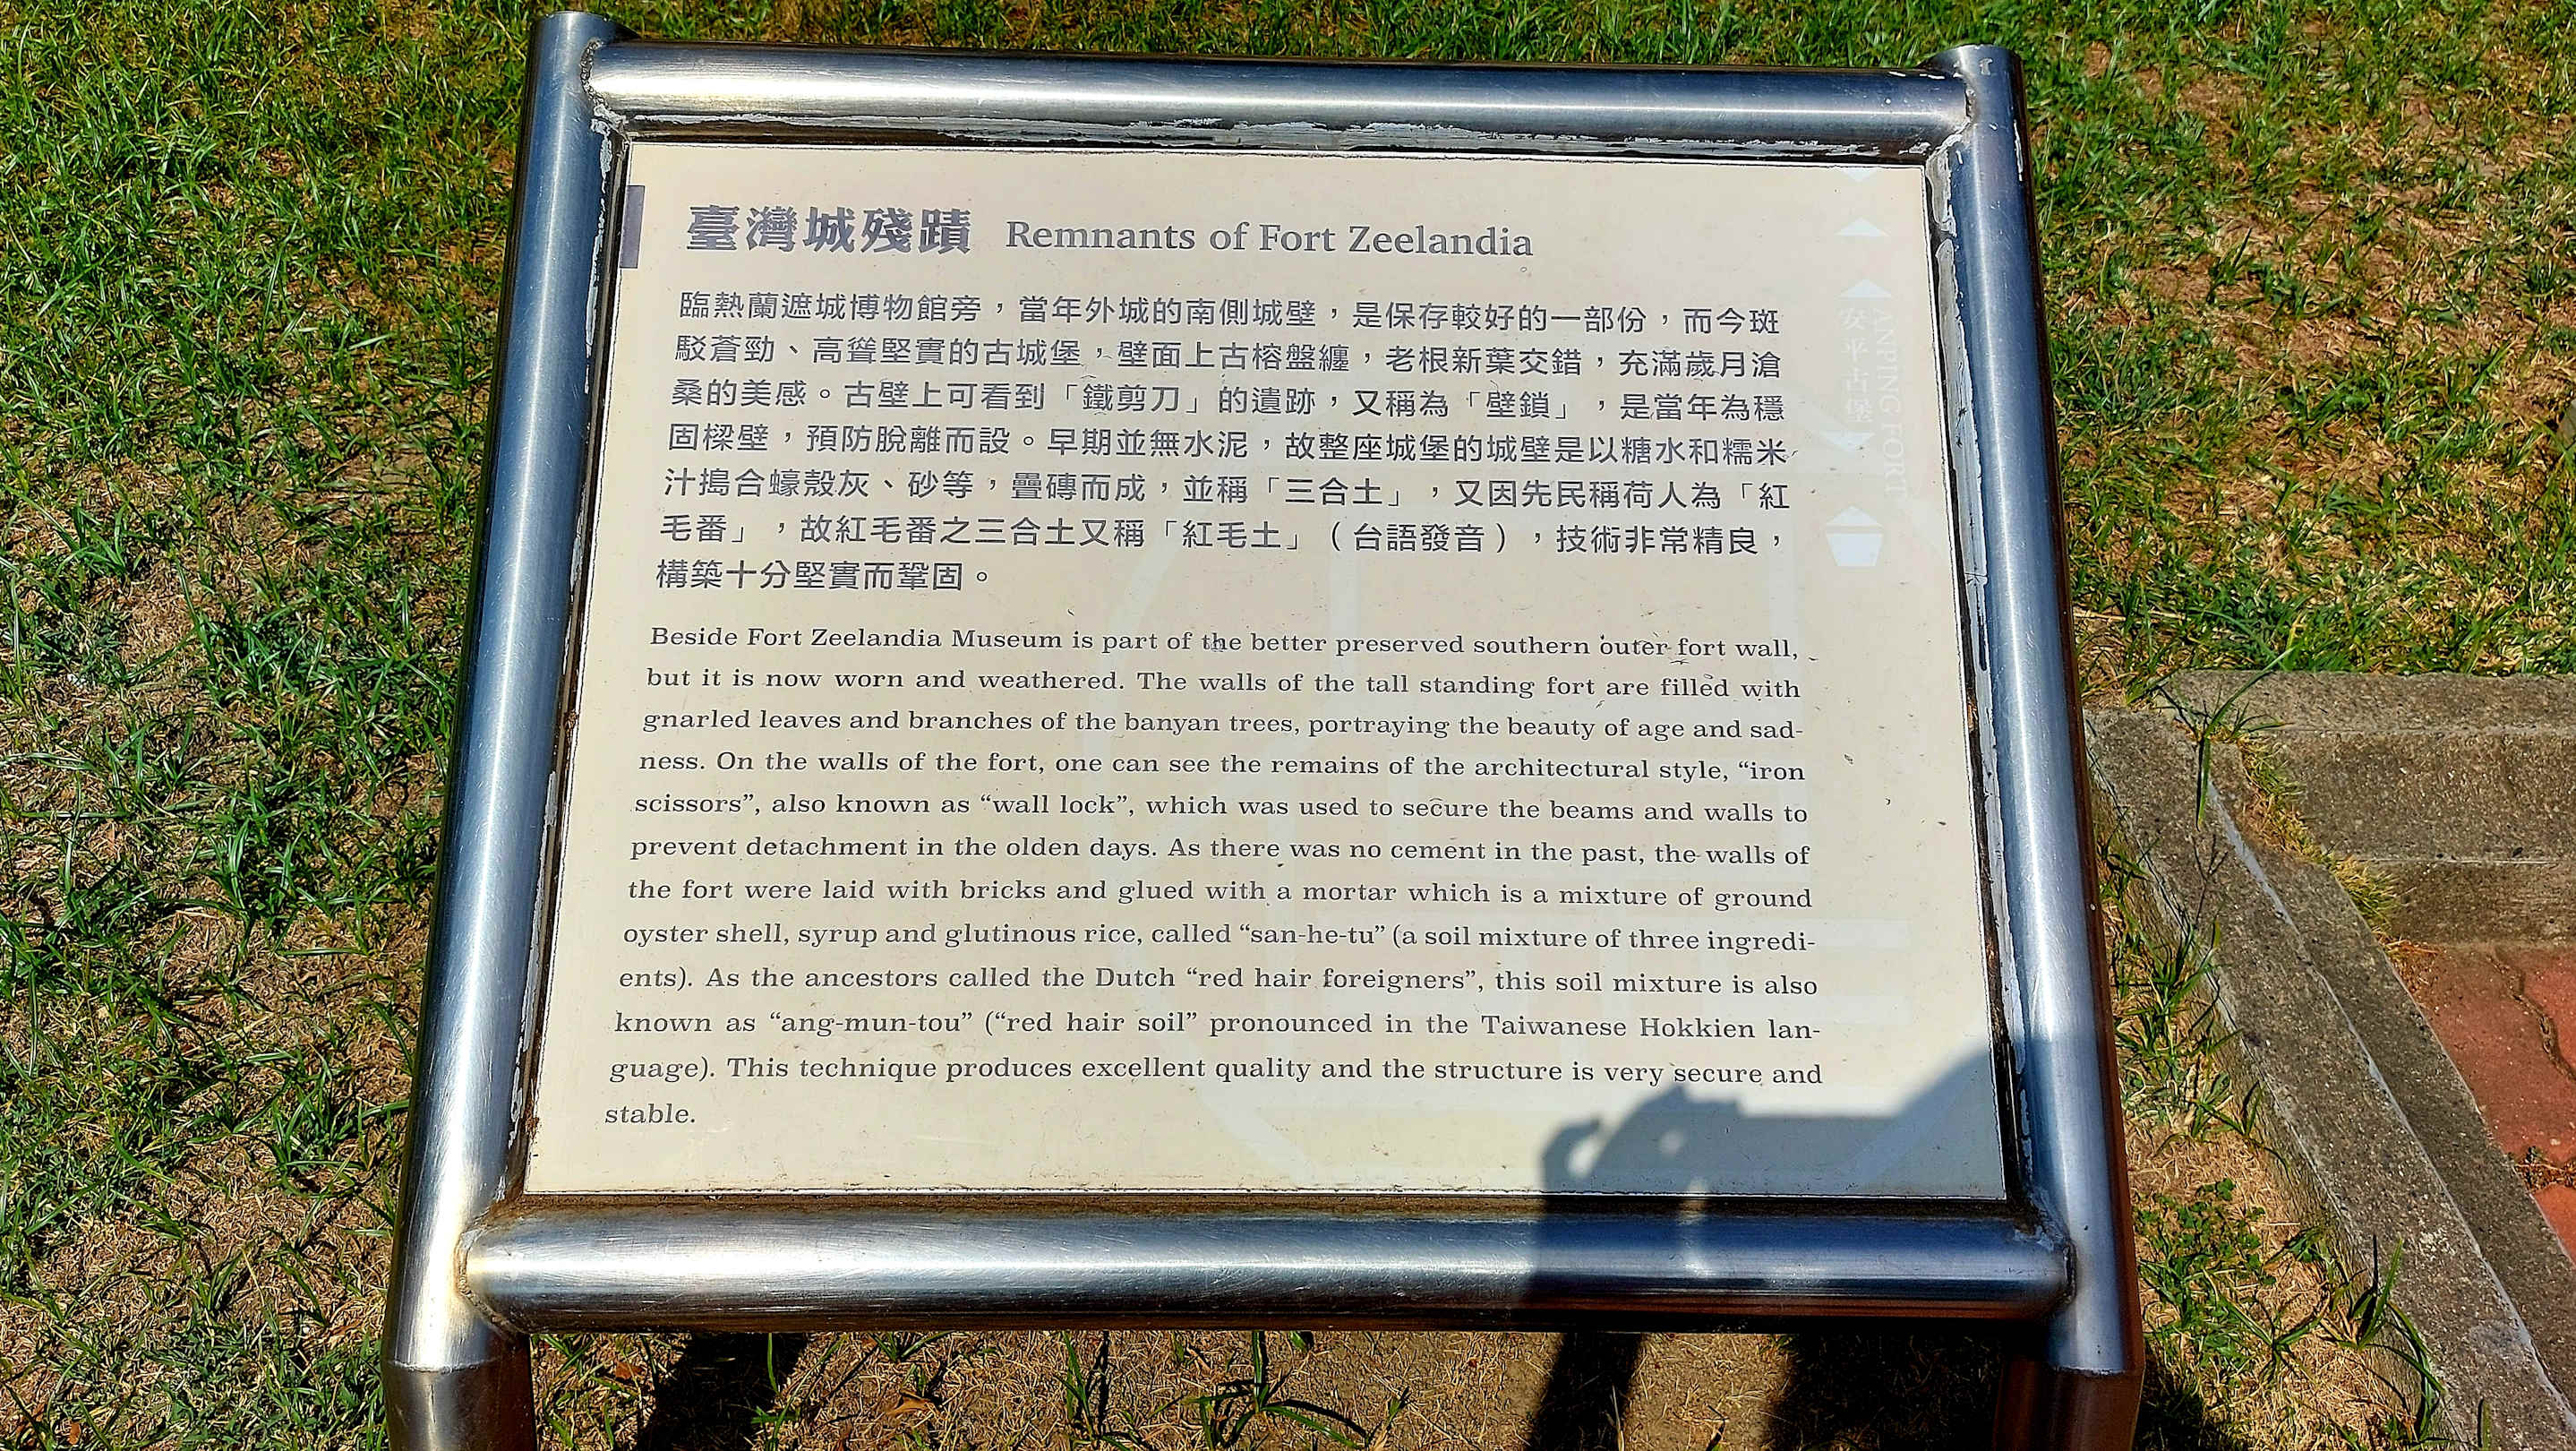 臺灣城殘蹟 Remnants of Fort Zeelandia
臨熱蘭遮城博物館旁，當年外城的南側城壁，是保存較好的一部份，而今斑
駁蒼勁、高聳堅實的古城堡，壁面上古榕盤纏，老根新葉交錯，充滿歲月滄
桑的美感。古壁上可看到「鐵剪刀」的遺跡，又稱為「壁鎖」，是當年為穩
固樑壁，預防脫離而設。早期並無水泥，故整座城堡的城壁是以糖水和糯米
汁搗合蠔殼灰、砂等，疊磚而成，並稱「三合土」，又因先民稱荷人為「紅
毛番」，故紅毛番之三合土又稱「紅毛土」（台語發音），技術非常精良，
構築十分堅實而鞏固。
Beside Fort Zeelandia Museum is part of the better preserved southern outer fort wall,
but it is now worn and weathered. The walls of the tall standing fort are filled with
gnarled leaves and branches of the banyan trees, portraying the beauty of age and sad-
ness. On the walls of the fort, one can see the remains of the architectural style, “iron
scissors”, also known as “wall lock”, which was used to secure the beams and walls to
prevent detachment in the olden days. As there was no cement in the past, the walls of
the fort were laid with bricks and glued with a mortar which is a mixture of ground
oyster shell, syrup and glutinous rice, called “san-he-tu” (a soil mixture of three ingredi-
ents). As the ancestors called the Dutch “red hair foreigners”, this soil mixture is also
known as “ang-mun-tou” (“red hair soil” pronounced in the Taiwanese Hokkien lan-
guage). This technique produces excellent quality and the structure is very secure and
stable.
安平古堡
ANPING FORT